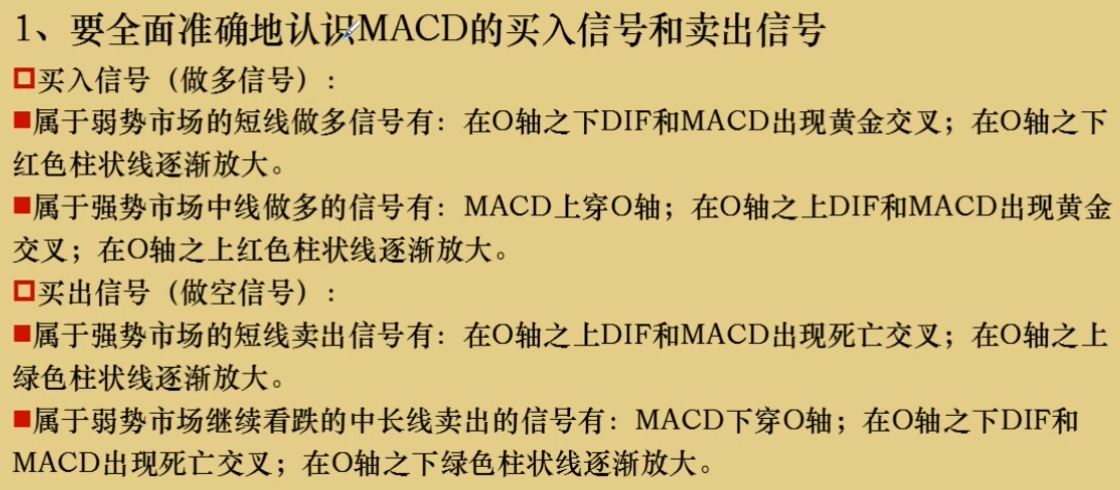 1、要全面准确地认识MACD的买入信号和卖出信号
买入信号（做多信号）：
属于弱势市场的短线做多信号有：在O轴之下DIF和MACD出现黄金交叉；在O轴之下
红色柱状线逐渐放大。
属于强势市场中线做多的信号有：MACD上穿O轴；在O轴之上DIF和MACD出现黄金
交叉；在O轴之上红色柱状线逐渐放大。
买出信号（做空信号）：
属于强势市场的短线卖出信号有：在O轴之上DIF和MACD出现死亡交叉；在O轴之上
绿色柱状线逐渐放大。
属于弱势市场继续看跌的中长线卖出的信号有：MACD下穿O轴；在O轴之下DIF和
MACD出现死亡交叉；在O轴之下绿色柱状线逐渐放大。